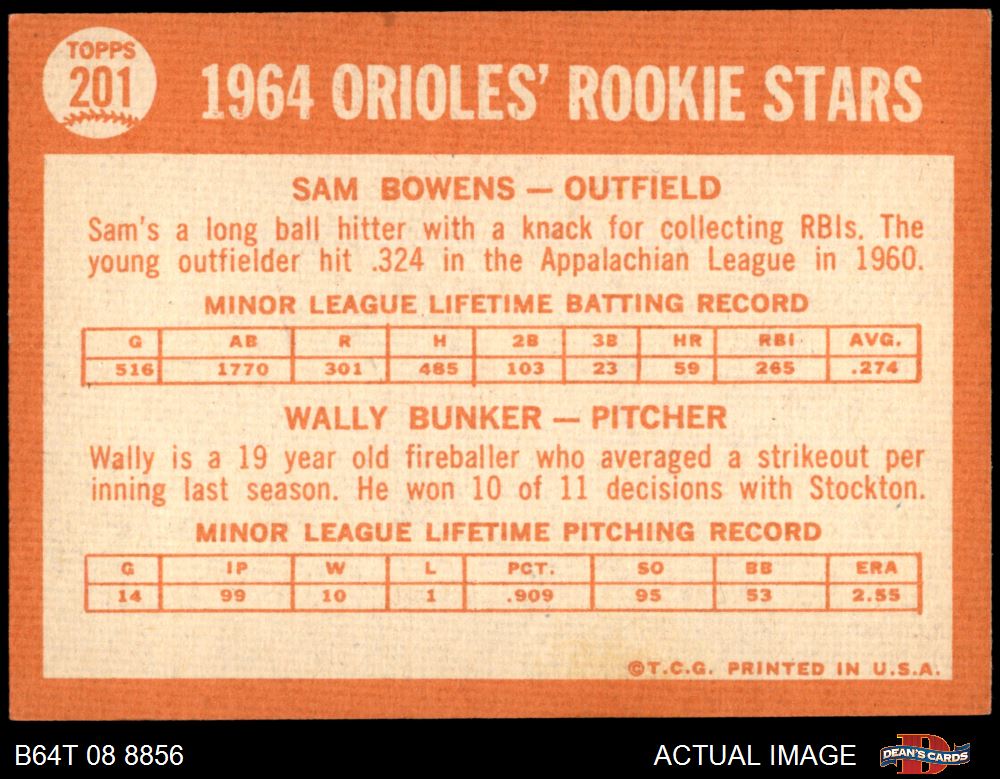 TOPPS
201
1964 ORIOLES' ROOKIE STARS
SAM BOWENS — OUTFIELD
Sam's a long ball hitter with a knack for collecting RBIs. The
young outfielder hit .324 in the Appalachian League in 1960.
MINOR LEAGUE LIFETIME BATTING RECORD
G AB R H 2B 3B HR RBI AVG.
516 1770 301 485 103 23 59 265 .274
WALLY BUNKER — PITCHER
Wally is a 19 year old fireballer who averaged a strikeout per
inning last season. He won 10 of 11 decisions with Stockton.
MINOR LEAGUE LIFETIME PITCHING RECORD
G IP W L PCT. SO BB ERA
14 99 10 1 .909 95 53 2.55
©T.C.G. PRINTED IN U.S.A.
B64T 08 8856 ACTUAL IMAGE D DEAN'S CARDS